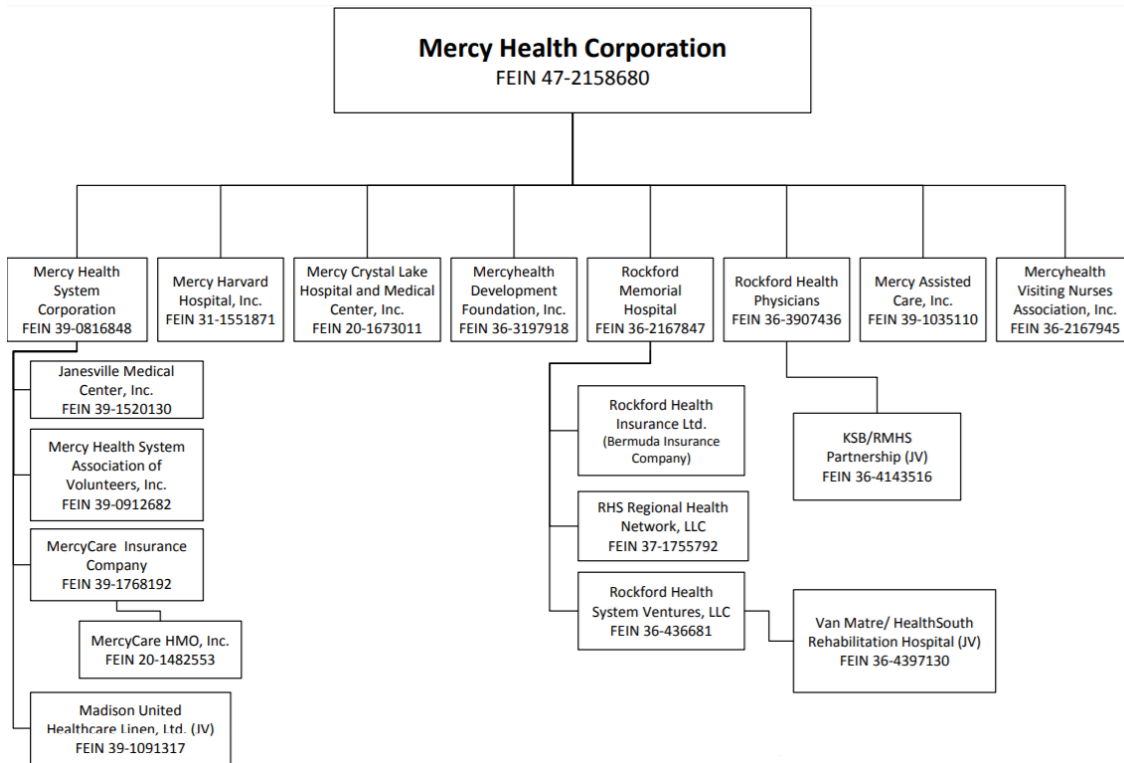 Mercy Health Corporation
FEIN 47-2158680
Mercy Health
System
Corporation
FEIN 39-0816848
Mercy Harvard
Hospital, Inc.
FEIN 31-1551871
Mercy Crystal Lake
Hospital and Medical
Center, Inc.
FEIN 20-1673011
Mercyhealth
Development
Foundation, Inc.
FEIN 36-3197918
Rockford
Memorial
Hospital
FEIN 36-2167847
Rockford Health
Physicians
FEIN 36-3907436
Mercy Assisted
Care, Inc.
FEIN 39-1035110
Mercyhealth
Visiting Nurses
Association, Inc.
FEIN 36-2167945
Janesville Medical
Center, Inc.
FEIN 39-1520130
Mercy Health System
Association of
Volunteers, Inc.
FEIN 39-0912682
MercyCare Insurance
Company
FEIN 39-1768192
MercyCare HMO, Inc.
FEIN 20-1482553
Madison United
Healthcare Linen, Ltd. (JV)
FEIN 39-1091317
Rockford Health
Insurance Ltd.
(Bermuda Insurance
Company)
RHS Regional Health
Network, LLC
FEIN 37-1755792
Rockford Health
System Ventures, LLC
FEIN 36-436681
KSB/RMHS
Partnership (JV)
FEIN 36-4143516
Van Matre/ HealthSouth
Rehabilitation Hospital (JV)
FEIN 36-4397130